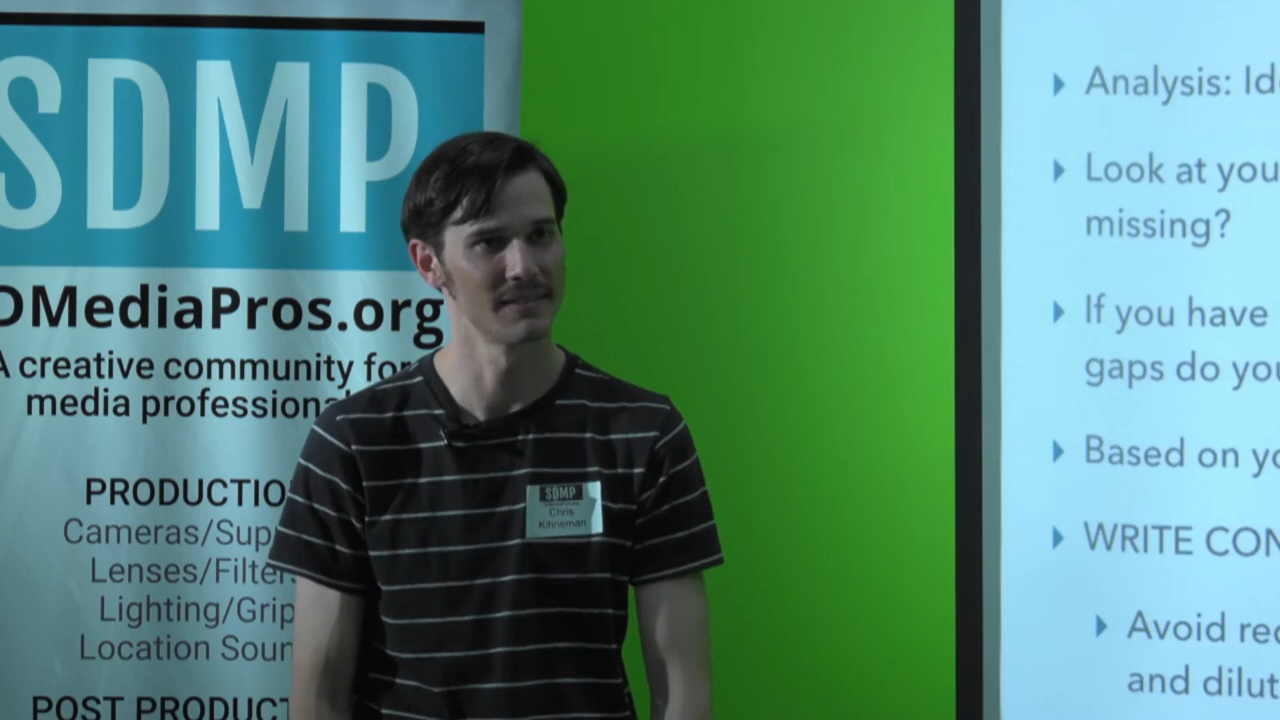 SDMP
DMediaPros.org
A creative community for
media professional
PRODUCTIO
Cameras/Sup
Lenses/Filters
Lighting/Grip
Location Soun
POST PRODUCT
SDMP
Chris
Kihneman
Analysis: Id
Look at you
missing?
If you have
gaps do you
Based on yo
WRITE CON
Avoid red
and dilut